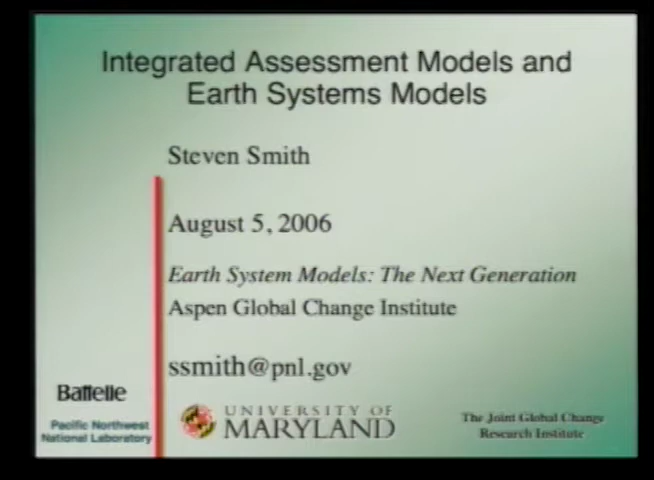 Integrated Assessment Models and
Earth Systems Models
Steven Smith
August 5, 2006
Earth System Models: The Next Generation
Aspen Global Change Institute
ssmith@pnl.gov
Battelle
Pacific Northwest
National Laboratory
UNIVERSITY OF
MARYLAND
The Joint Global Change
Research Institute